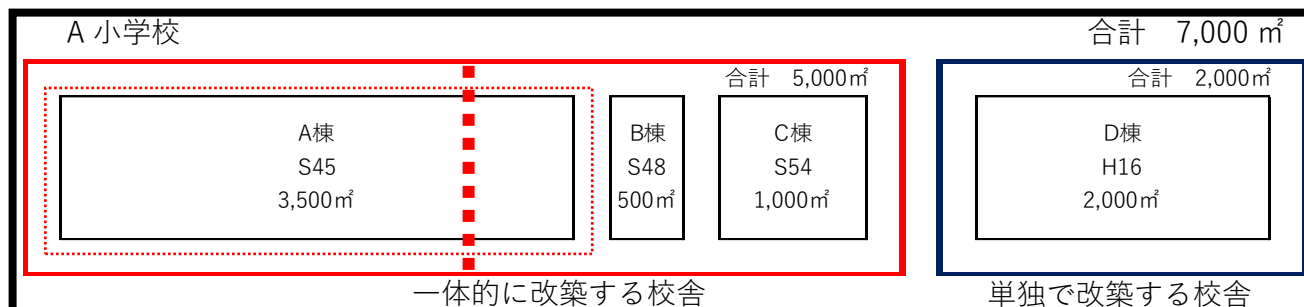 A 小学校
合計　7,000 ㎡
合計　5,000㎡
合計　2,000㎡
A棟
S45
3,500㎡
B棟
S48
500㎡
C棟
S54
1,000㎡
D棟
H16
2,000㎡
一体的に改築する校舎
単独で改築する校舎